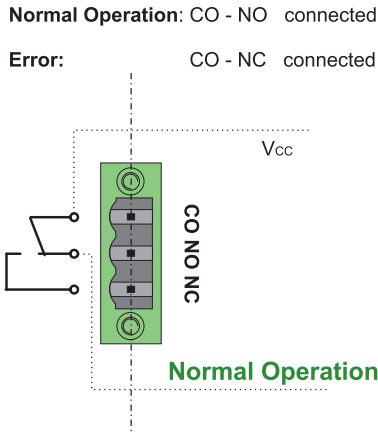 Normal Operation: CO - NO connected
Error: CO - NC connected
Vcc
CO NO NC
Normal Operation